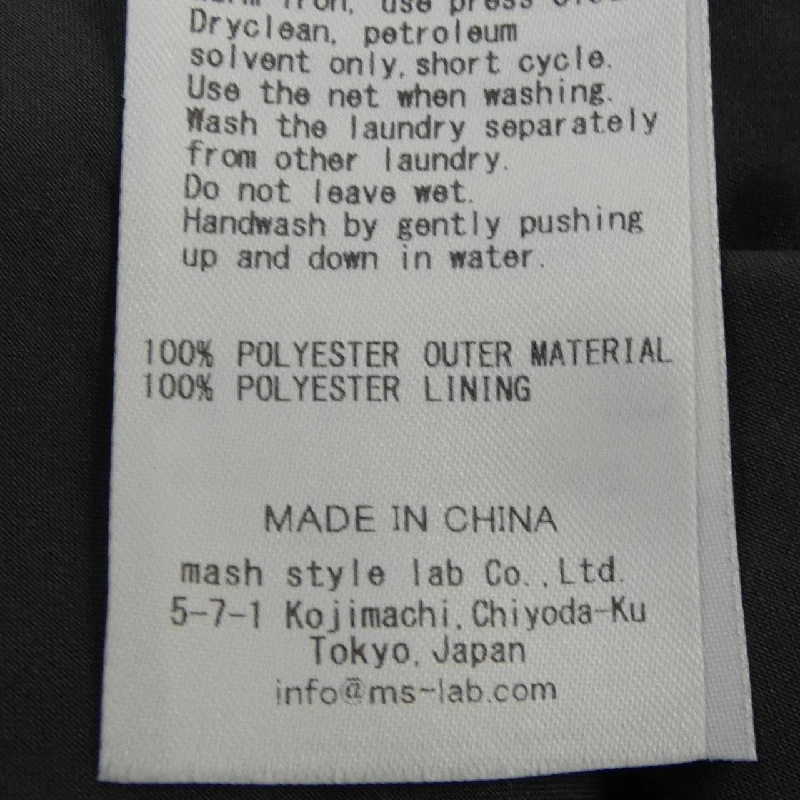 iron, use press
Dryclean, petroleum
solvent only,short cycle.
Use the net when washing.
Wash the laundry separately
from other laundry.
Do not leave wet.
Handwash by gently pushing
up and down in water.
100% POLYESTER OUTER MATERIAL
100% POLYESTER LINING
MADE IN CHINA
mash style lab Co.,Ltd.
5-7-1 Kojimachi,Chiyoda-Ku
Tokyo,Japan
info@ms-lab.com